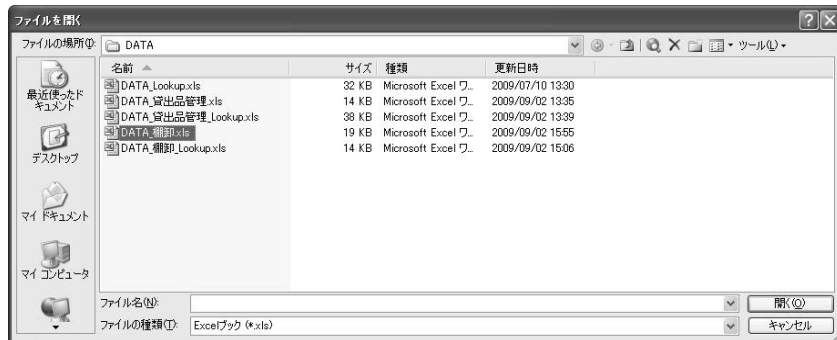 ファイルを開く
ファイルの場所(I):
DATA
ツール(L)
最近使ったドキュメント
デスクトップ
マイ ドキュメント
マイ コンピュータ
名前 サイズ 種類 更新日時
DATA_Lookup.xls 32 KB Microsoft Excel ワ... 2009/07/10 13:30
DATA_貸出品管理.xls 14 KB Microsoft Excel ワ... 2009/09/02 13:35
DATA_貸出品管理_Lookup.xls 38 KB Microsoft Excel ワ... 2009/09/02 13:39
DATA_棚卸.xls 19 KB Microsoft Excel ワ... 2009/09/02 15:55
DATA_棚卸_Lookup.xls 14 KB Microsoft Excel ワ... 2009/09/02 15:06
ファイル名(N):
開く(O)
ファイルの種類(T): Excelブック (*.xls)
キャンセル